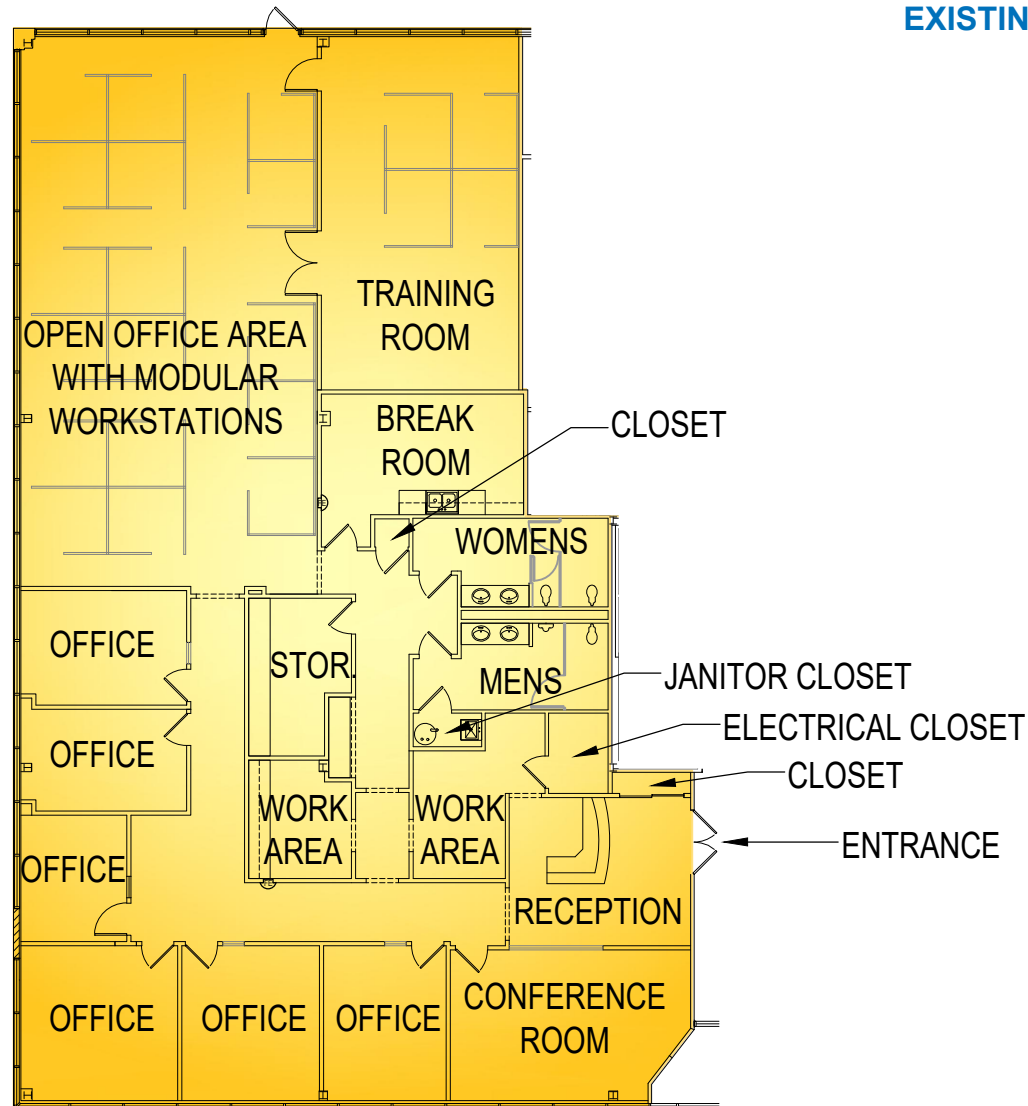 EXISTIN
TRAINING
ROOM
OPEN OFFICE AREA
WITH MODULAR
WORKSTATIONS
BREAK
ROOM
CLOSET
WOMENS
OFFICE
STOR.
MENS
JANITOR CLOSET
ELECTRICAL CLOSET
OFFICE
CLOSET
WORK
AREA
WORK
AREA
ENTRANCE
OFFICE
RECEPTION
OFFICE
OFFICE
OFFICE
CONFERENCE
ROOM